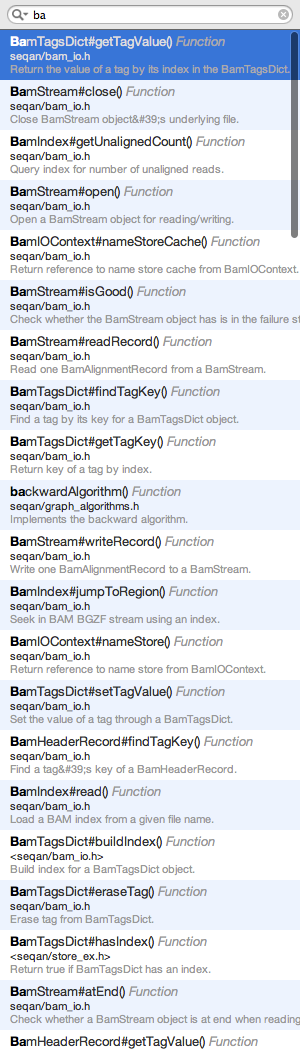 ba
BamTagsDict#getTagValue() Function
seqan/bam_io.h
Return the value of a tag by its index in the BamTagsDict.
BamStream#close() Function
seqan/bam_io.h
Close BamStream object&#39;s underlying file.
BamIndex#getUnalignedCount() Function
seqan/bam_io.h
Query index for number of unaligned reads.
BamStream#open() Function
seqan/bam_io.h
Open a BamStream object for reading/writing.
BamIOContext#nameStoreCache() Function
seqan/bam_io.h
Return reference to name store cache from BamIOContext.
BamStream#isGood() Function
seqan/bam_io.h
Check whether the BamStream object has is in the failure st
BamStream#readRecord() Function
seqan/bam_io.h
Read one BamAlignmentRecord from a BamStream.
BamTagsDict#findTagKey() Function
seqan/bam_io.h
Find a tag by its key for a BamTagsDict object.
BamTagsDict#getTagKey() Function
seqan/bam_io.h
Return key of a tag by index.
backwardAlgorithm() Function
seqan/graph_algorithms.h
Implements the backward algorithm.
BamStream#writeRecord() Function
seqan/bam_io.h
Write one BamAlignmentRecord to a BamStream.
BamIndex#jumpToRegion() Function
seqan/bam_io.h
Seek in BAM BGZF stream using an index.
BamIOContext#nameStore() Function
seqan/bam_io.h
Return reference to name store from BamIOContext.
BamTagsDict#setTagValue() Function
seqan/bam_io.h
Set the value of a tag through a BamTagsDict.
BamHeaderRecord#findTagKey() Function
seqan/bam_io.h
Find a tag&#39;s key of a BamHeaderRecord.
BamIndex#read() Function
seqan/bam_io.h
Load a BAM index from a given file name.
BamTagsDict#buildIndex() Function
<seqan/bam_io.h>
Build index for a BamTagsDict object.
BamTagsDict#eraseTag() Function
seqan/bam_io.h
Erase tag from BamTagsDict.
BamTagsDict#hasIndex() Function
<seqan/store_ex.h>
Return true if BamTagsDict has an index.
BamStream#atEnd() Function
seqan/bam_io.h
Check whether a BamStream object is at end when reading
BamHeaderRecord#getTagValue() Function